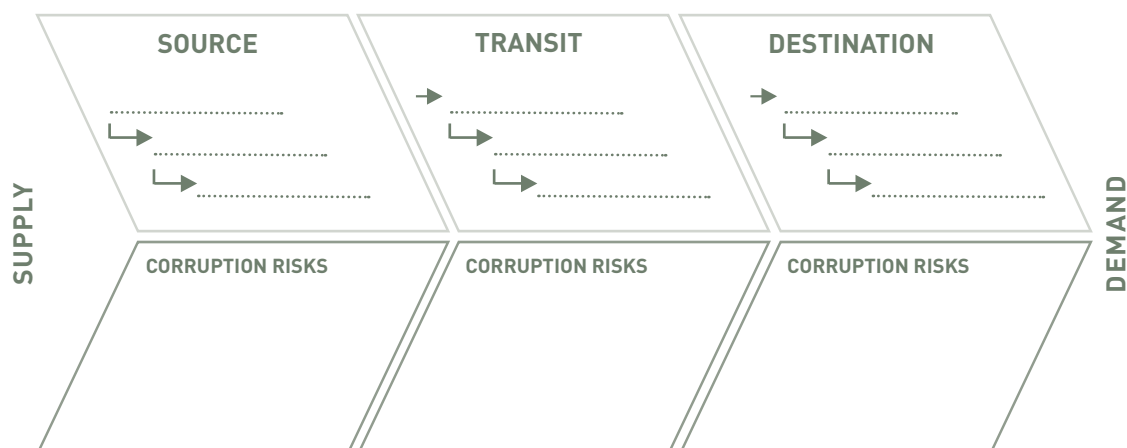 SOURCE
TRANSIT
DESTINATION
SUPPLY
DEMAND
CORRUPTION RISKS
CORRUPTION RISKS
CORRUPTION RISKS